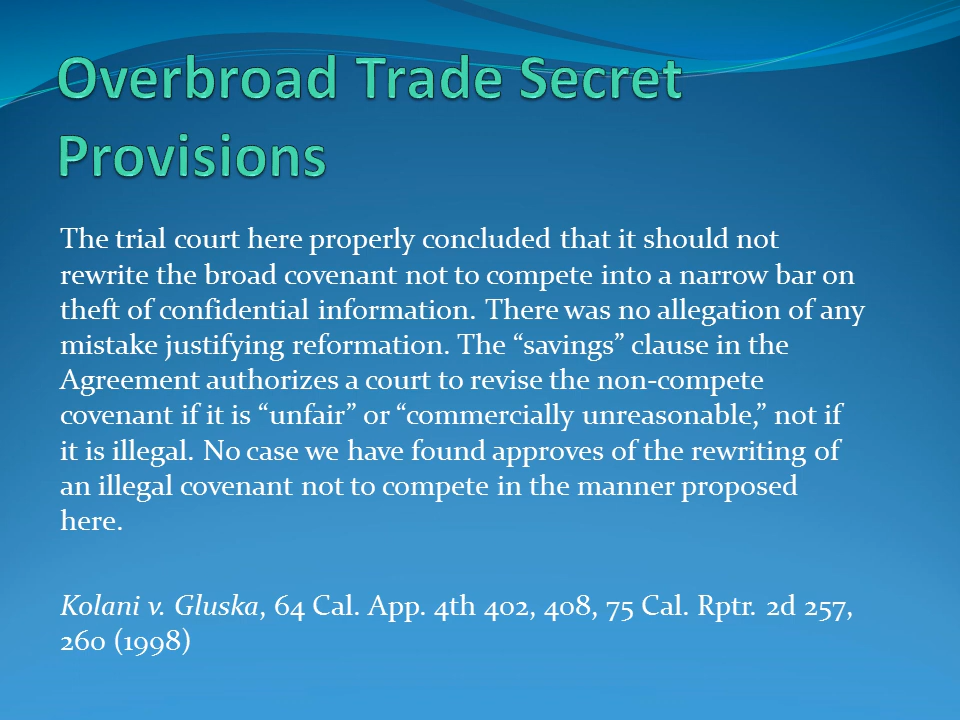 Overbroad Trade Secret
Provisions
The trial court here properly concluded that it should not
rewrite the broad covenant not to compete into a narrow bar on
theft of confidential information. There was no allegation of any
mistake justifying reformation. The “savings” clause in the
Agreement authorizes a court to revise the non-compete
covenant if it is “unfair” or “commercially unreasonable,” not if
it is illegal. No case we have found approves of the rewriting of
an illegal covenant not to compete in the manner proposed
here.
Kolani v. Gluska, 64 Cal. App. 4th 402, 408, 75 Cal. Rptr. 2d 257,
260 (1998)